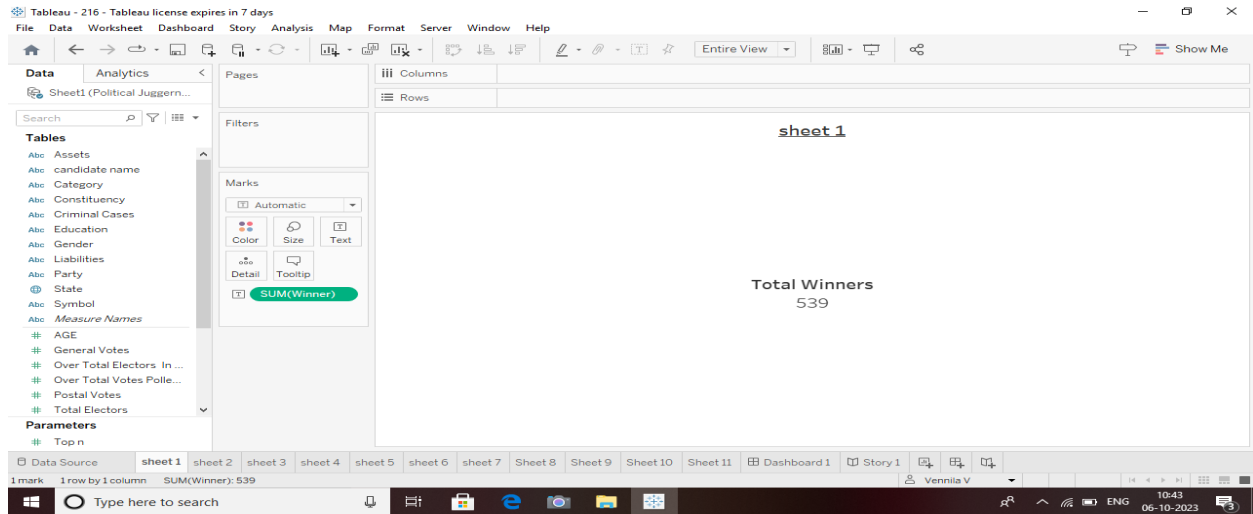 Tableau - 216 - Tableau license expires in 7 days
File Data Worksheet Dashboard Story Analysis Map Format Server Window Help
Entire View
Show Me
Data Analytics
Sheet1 (Political Juggern...
Search
Tables
Abc Assets
Abc candidate name
Abc Category
Abc Constituency
Abc Criminal Cases
Abc Education
Abc Gender
Abc Liabilities
Abc Party
State
Abc Symbol
Abc Measure Names
# AGE
# General Votes
# Over Total Electors In ...
# Over Total Votes Polle...
# Postal Votes
# Total Electors
Parameters
# Top n
Pages
Filters
Marks
Automatic
Color Size Text
Detail Tooltip
SUM(Winner)
iii Columns
Rows
sheet 1
Total Winners
539
Data Source sheet 1 sheet 2 sheet 3 sheet 4 sheet 5 sheet 6 sheet 7 Sheet 8 Sheet 9 Sheet 10 Sheet 11 Dashboard 1 Story 1
1 mark 1 row by 1 column SUM(Winner): 539 Vennila V
Type here to search
ENG
10:43
06-10-2023
3